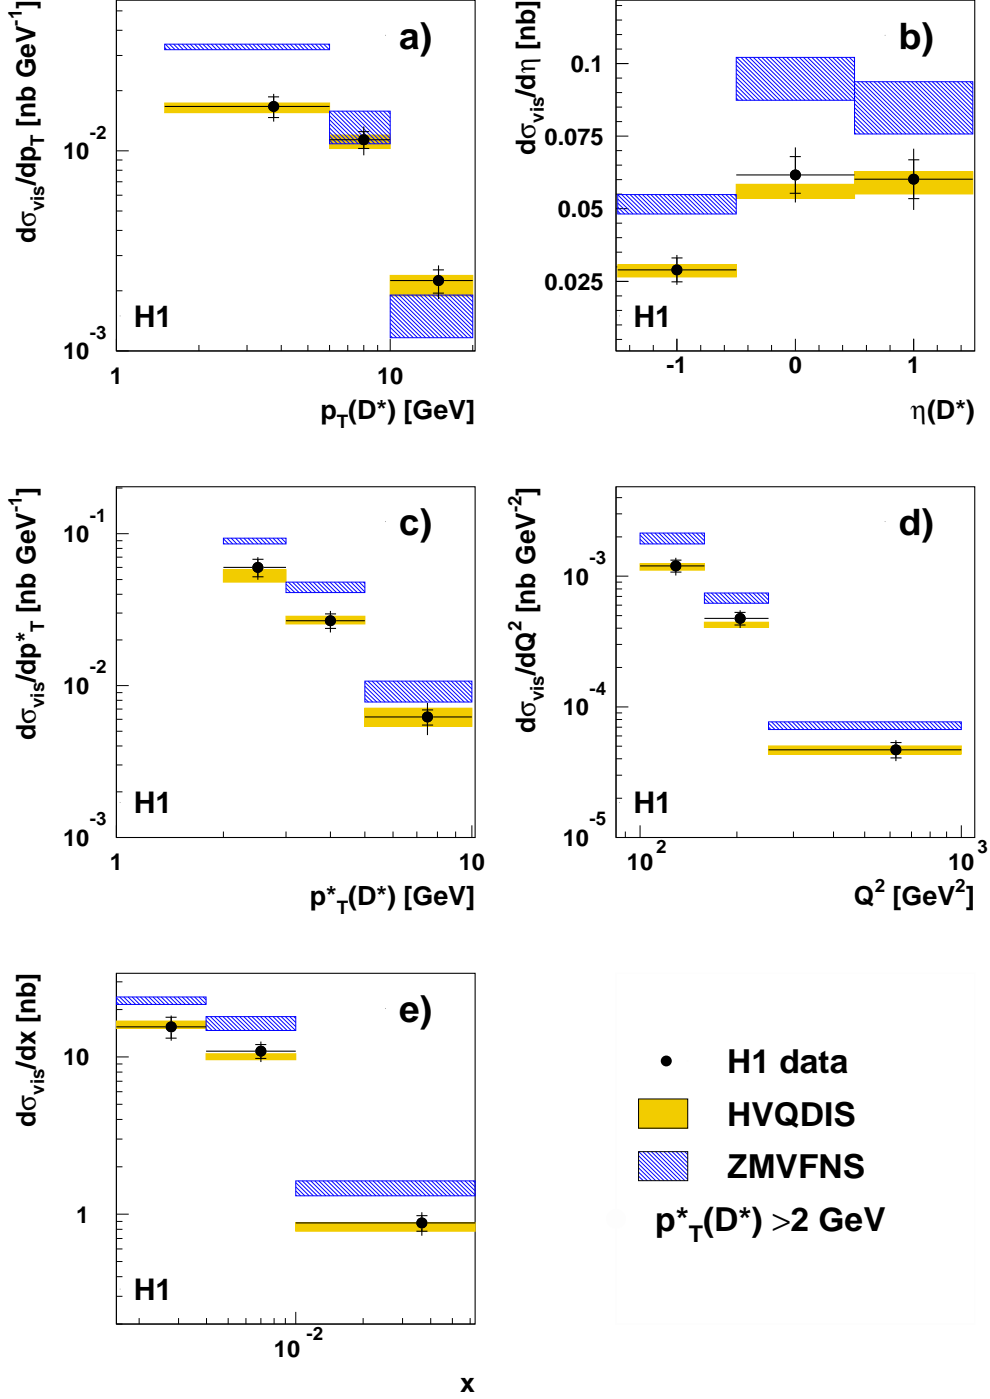 dσvis/dpT [nb GeV-1]
a)
10-2
10-3
H1
1
10
pT(D*) [GeV]
dσvis/dη [nb]
b)
0.1
0.075
0.05
0.025
H1
-1
0
1
η(D*)
dσvis/dp*T [nb GeV-1]
c)
10-1
10-2
10-3
H1
1
10
p*T(D*) [GeV]
dσvis/dQ2 [nb GeV-2]
d)
10-3
10-4
10-5
H1
102
103
Q2 [GeV2]
dσvis/dx [nb]
e)
10
1
H1
10-2
x
H1 data
HVQDIS
ZMVFNS
p*T(D*) >2 GeV